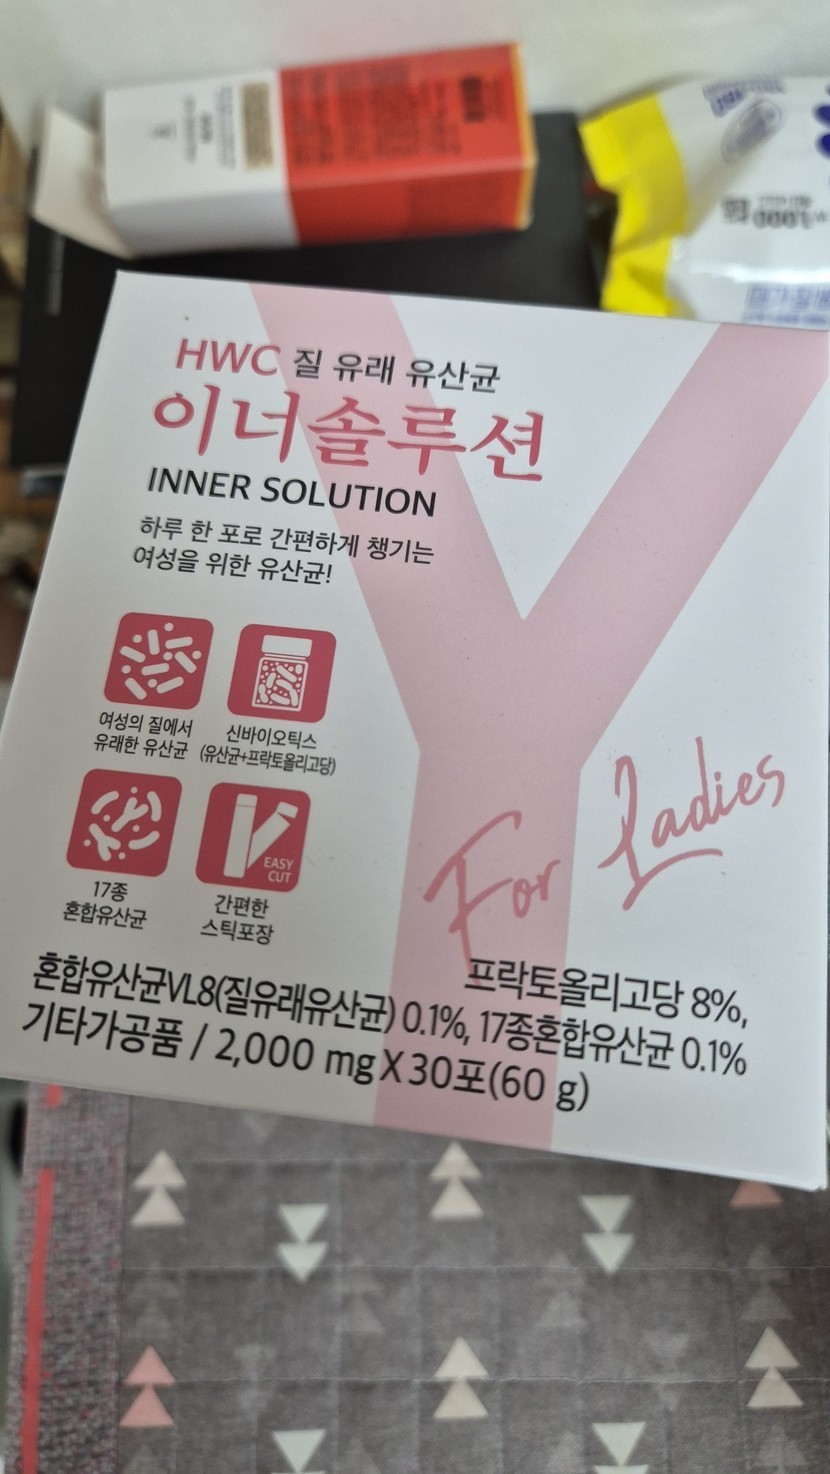 HWC 질 유래 유산균
이너솔루션
INNER SOLUTION
하루 한 포로 간편하게 챙기는
여성을 위한 유산균!
여성의 질에서
유래한 유산균
신바이오틱스
(유산균+프락토올리고당)
EASY
CUT
17종
혼합유산균
간편한
스틱포장
For Ladies
프락토올리고당 8%,
혼합유산균VL8(질유래유산균) 0.1%, 17종혼합유산균 0.1%
기타가공품 / 2,000 mg X 30포(60 g)